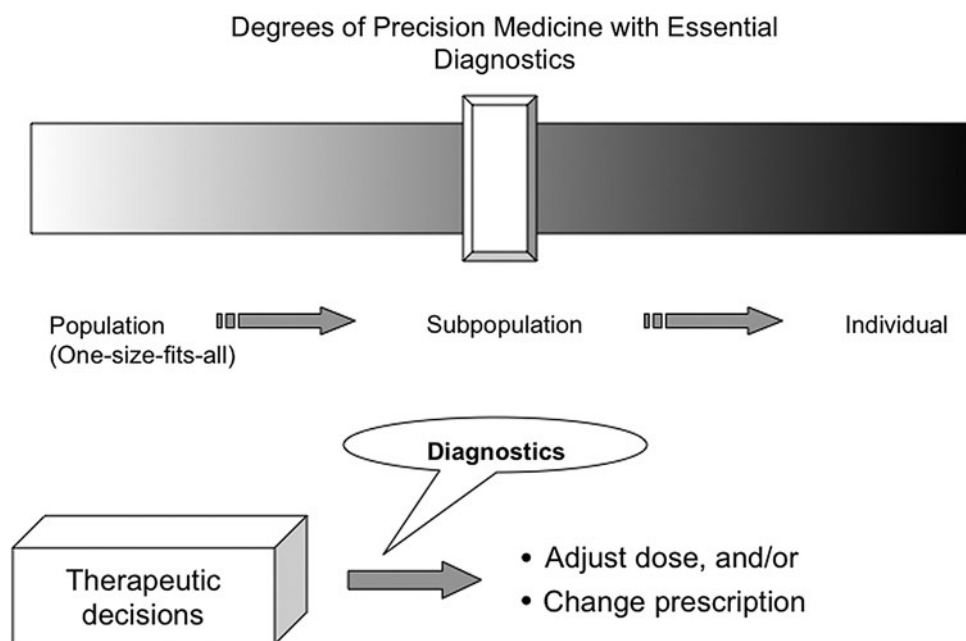 Degrees of Precision Medicine with Essential
Diagnostics
Population
(One-size-fits-all)
Subpopulation
Individual
Diagnostics
Therapeutic
decisions
• Adjust dose, and/or
• Change prescription